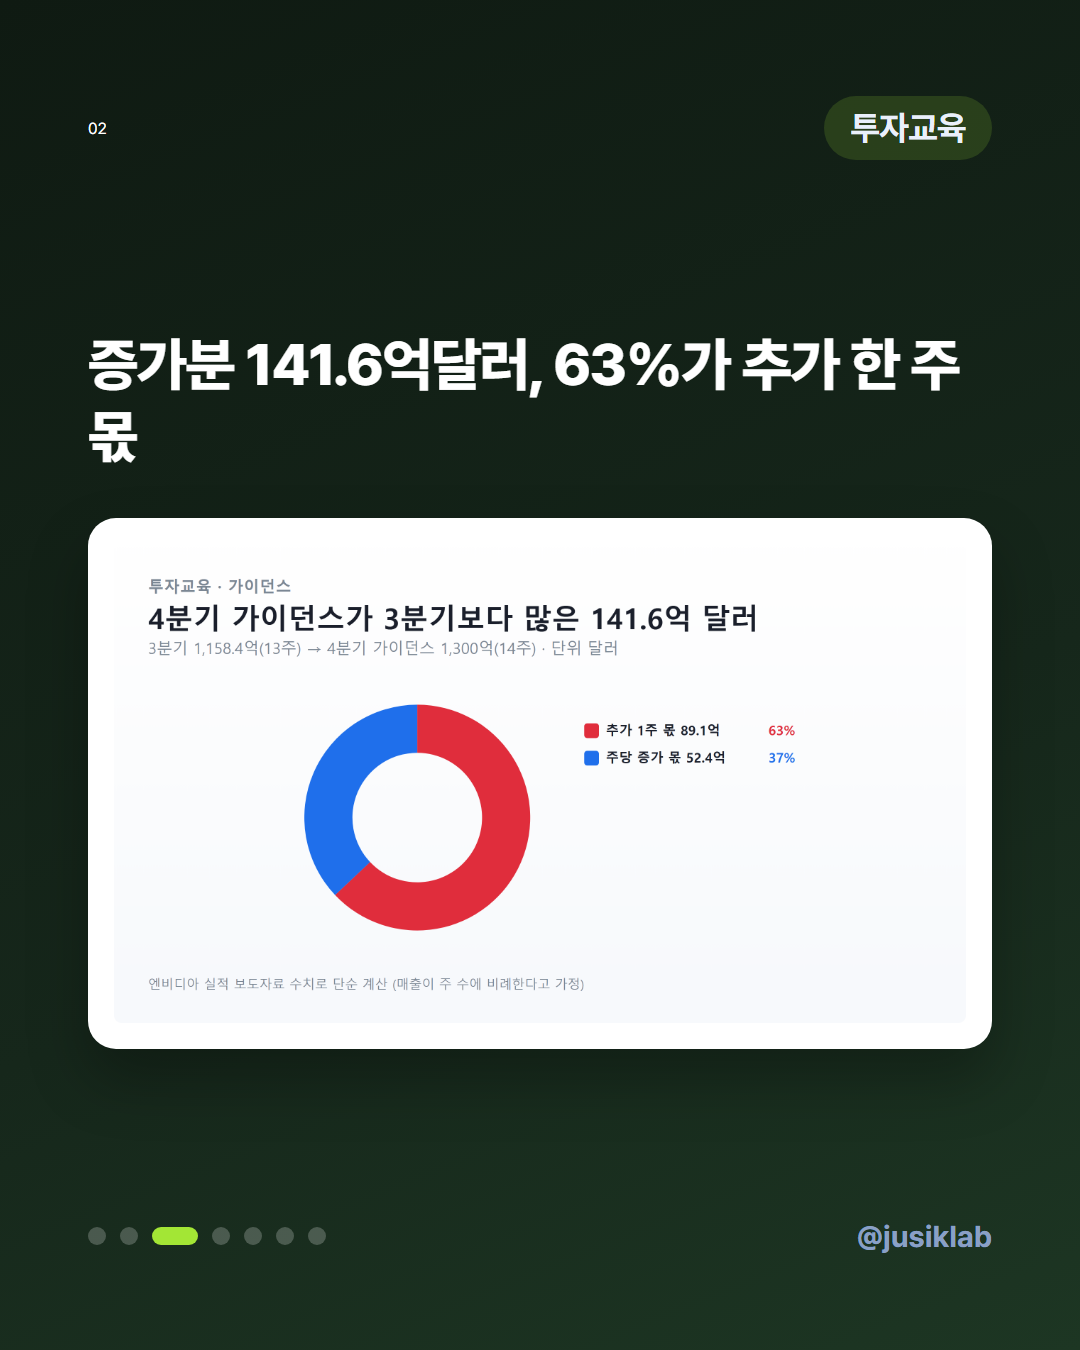 02
투자교육
증가분 141.6억달러, 63%가 추가 한 주
몫
투자교육 · 가이던스
4분기 가이던스가 3분기보다 많은 141.6억 달러
3분기 1,158.4억(13주) → 4분기 가이던스 1,300억(14주) · 단위 달러
추가 1주 몫 89.1억 63%
주당 증가 몫 52.4억 37%
엔비디아 실적 보도자료 수치로 단순 계산 (매출이 주 수에 비례한다고 가정)
@jusiklab